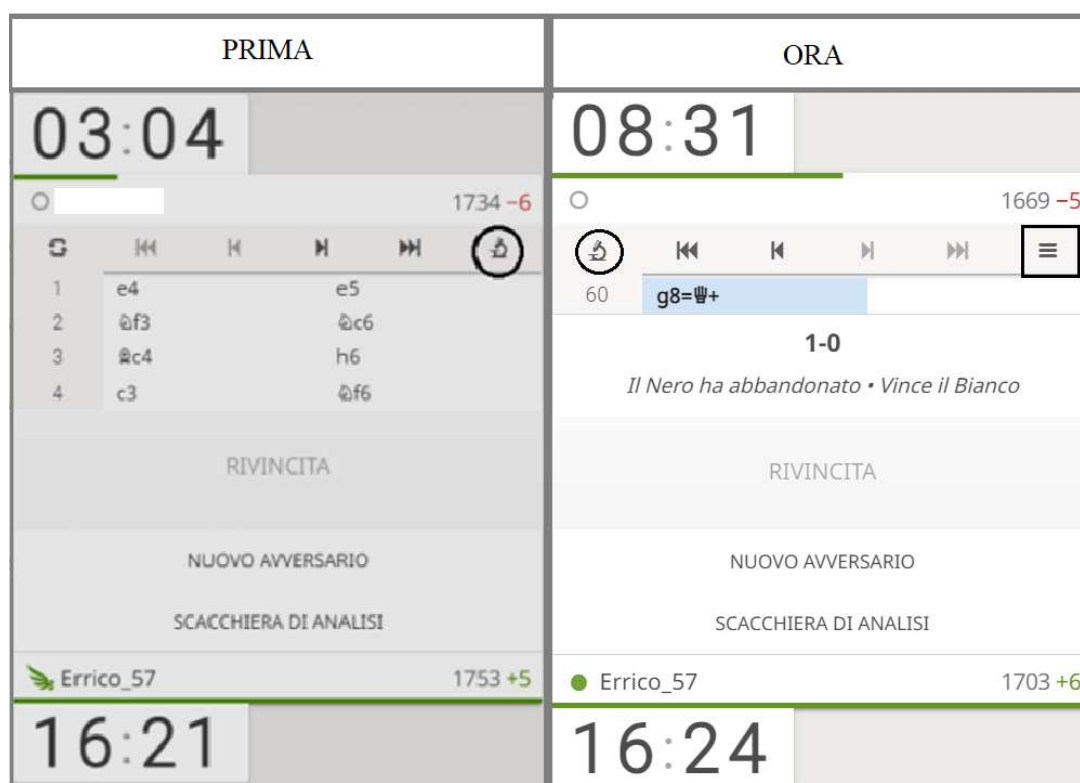 PRIMA
03:04
1734 −6
1 e4 e5
2 ♘f3 ♘c6
3 ♗c4 h6
4 c3 ♘f6
RIVINCITA
NUOVO AVVERSARIO
SCACCHIERA DI ANALISI
Errico_57 1753 +5
16:21
ORA
08:31
1669 −5
60 g8=♕+
1-0
Il Nero ha abbandonato • Vince il Bianco
RIVINCITA
NUOVO AVVERSARIO
SCACCHIERA DI ANALISI
Errico_57 1703 +6
16:24